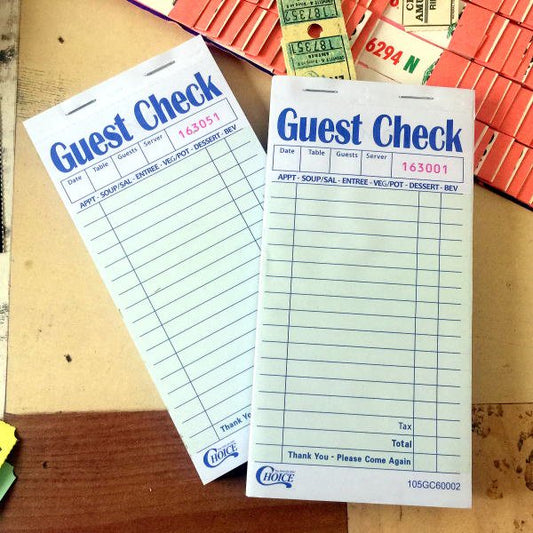 Guest Check
Date Table Guests Server 163051
APPT - SOUP/SAL - ENTREE - VEG/POT - DESSERT - BEV
Thank You
CHOICE
Guest Check
Date Table Guests Server 163001
APPT - SOUP/SAL - ENTREE - VEG/POT - DESSERT - BEV
Tax
Total
Thank You - Please Come Again
CHOICE
105GC60002
187350
187351
6294 N